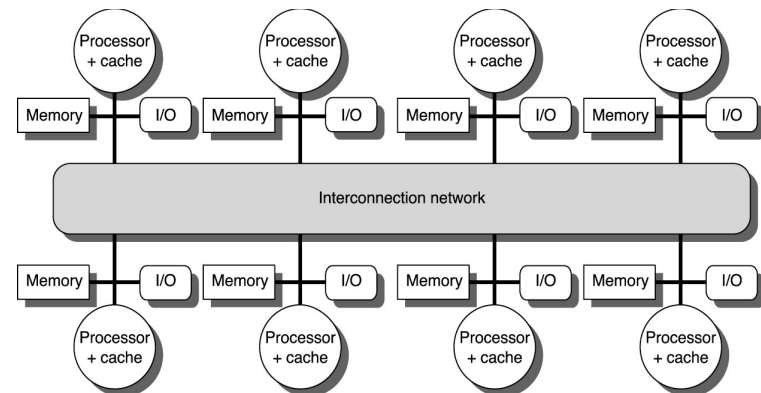 Processor
+ cache
Processor
+ cache
Processor
+ cache
Processor
+ cache
Memory
I/O
Memory
I/O
Memory
I/O
Memory
I/O
Interconnection network
Memory
I/O
Memory
I/O
Memory
I/O
Memory
I/O
Processor
+ cache
Processor
+ cache
Processor
+ cache
Processor
+ cache